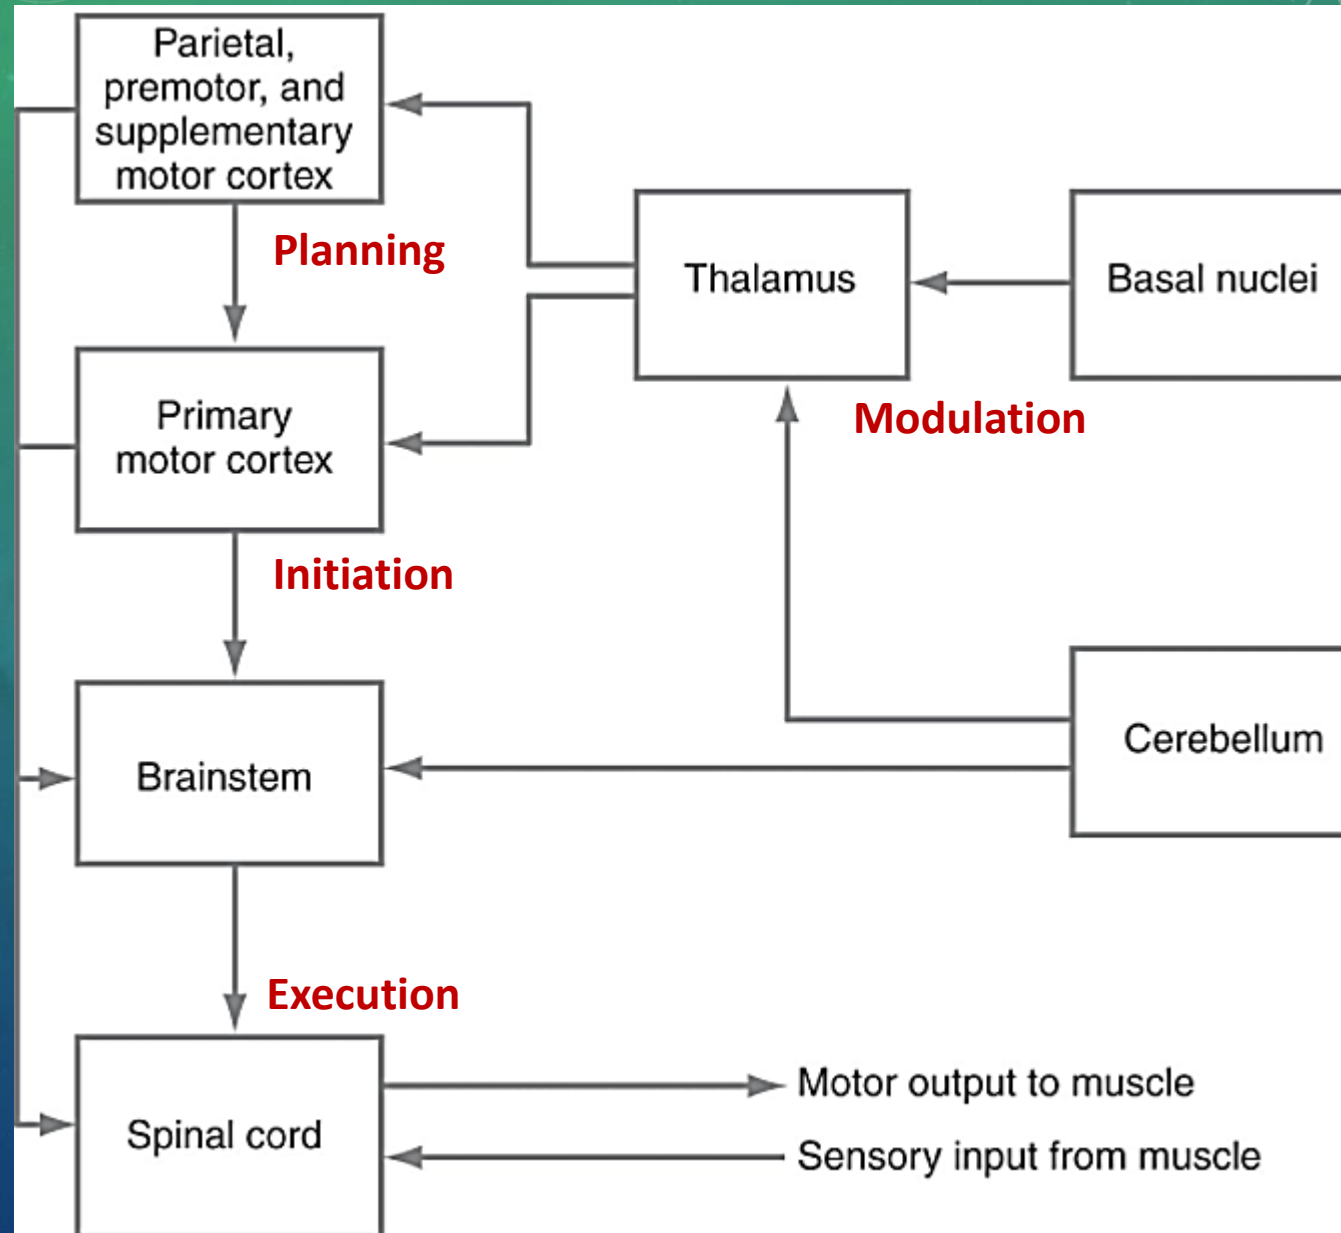 Parietal,
premotor, and
supplementary
motor cortex
Planning
Thalamus
Basal nuclei
Modulation
Primary
motor cortex
Initiation
Brainstem
Cerebellum
Execution
Spinal cord
Motor output to muscle
Sensory input from muscle